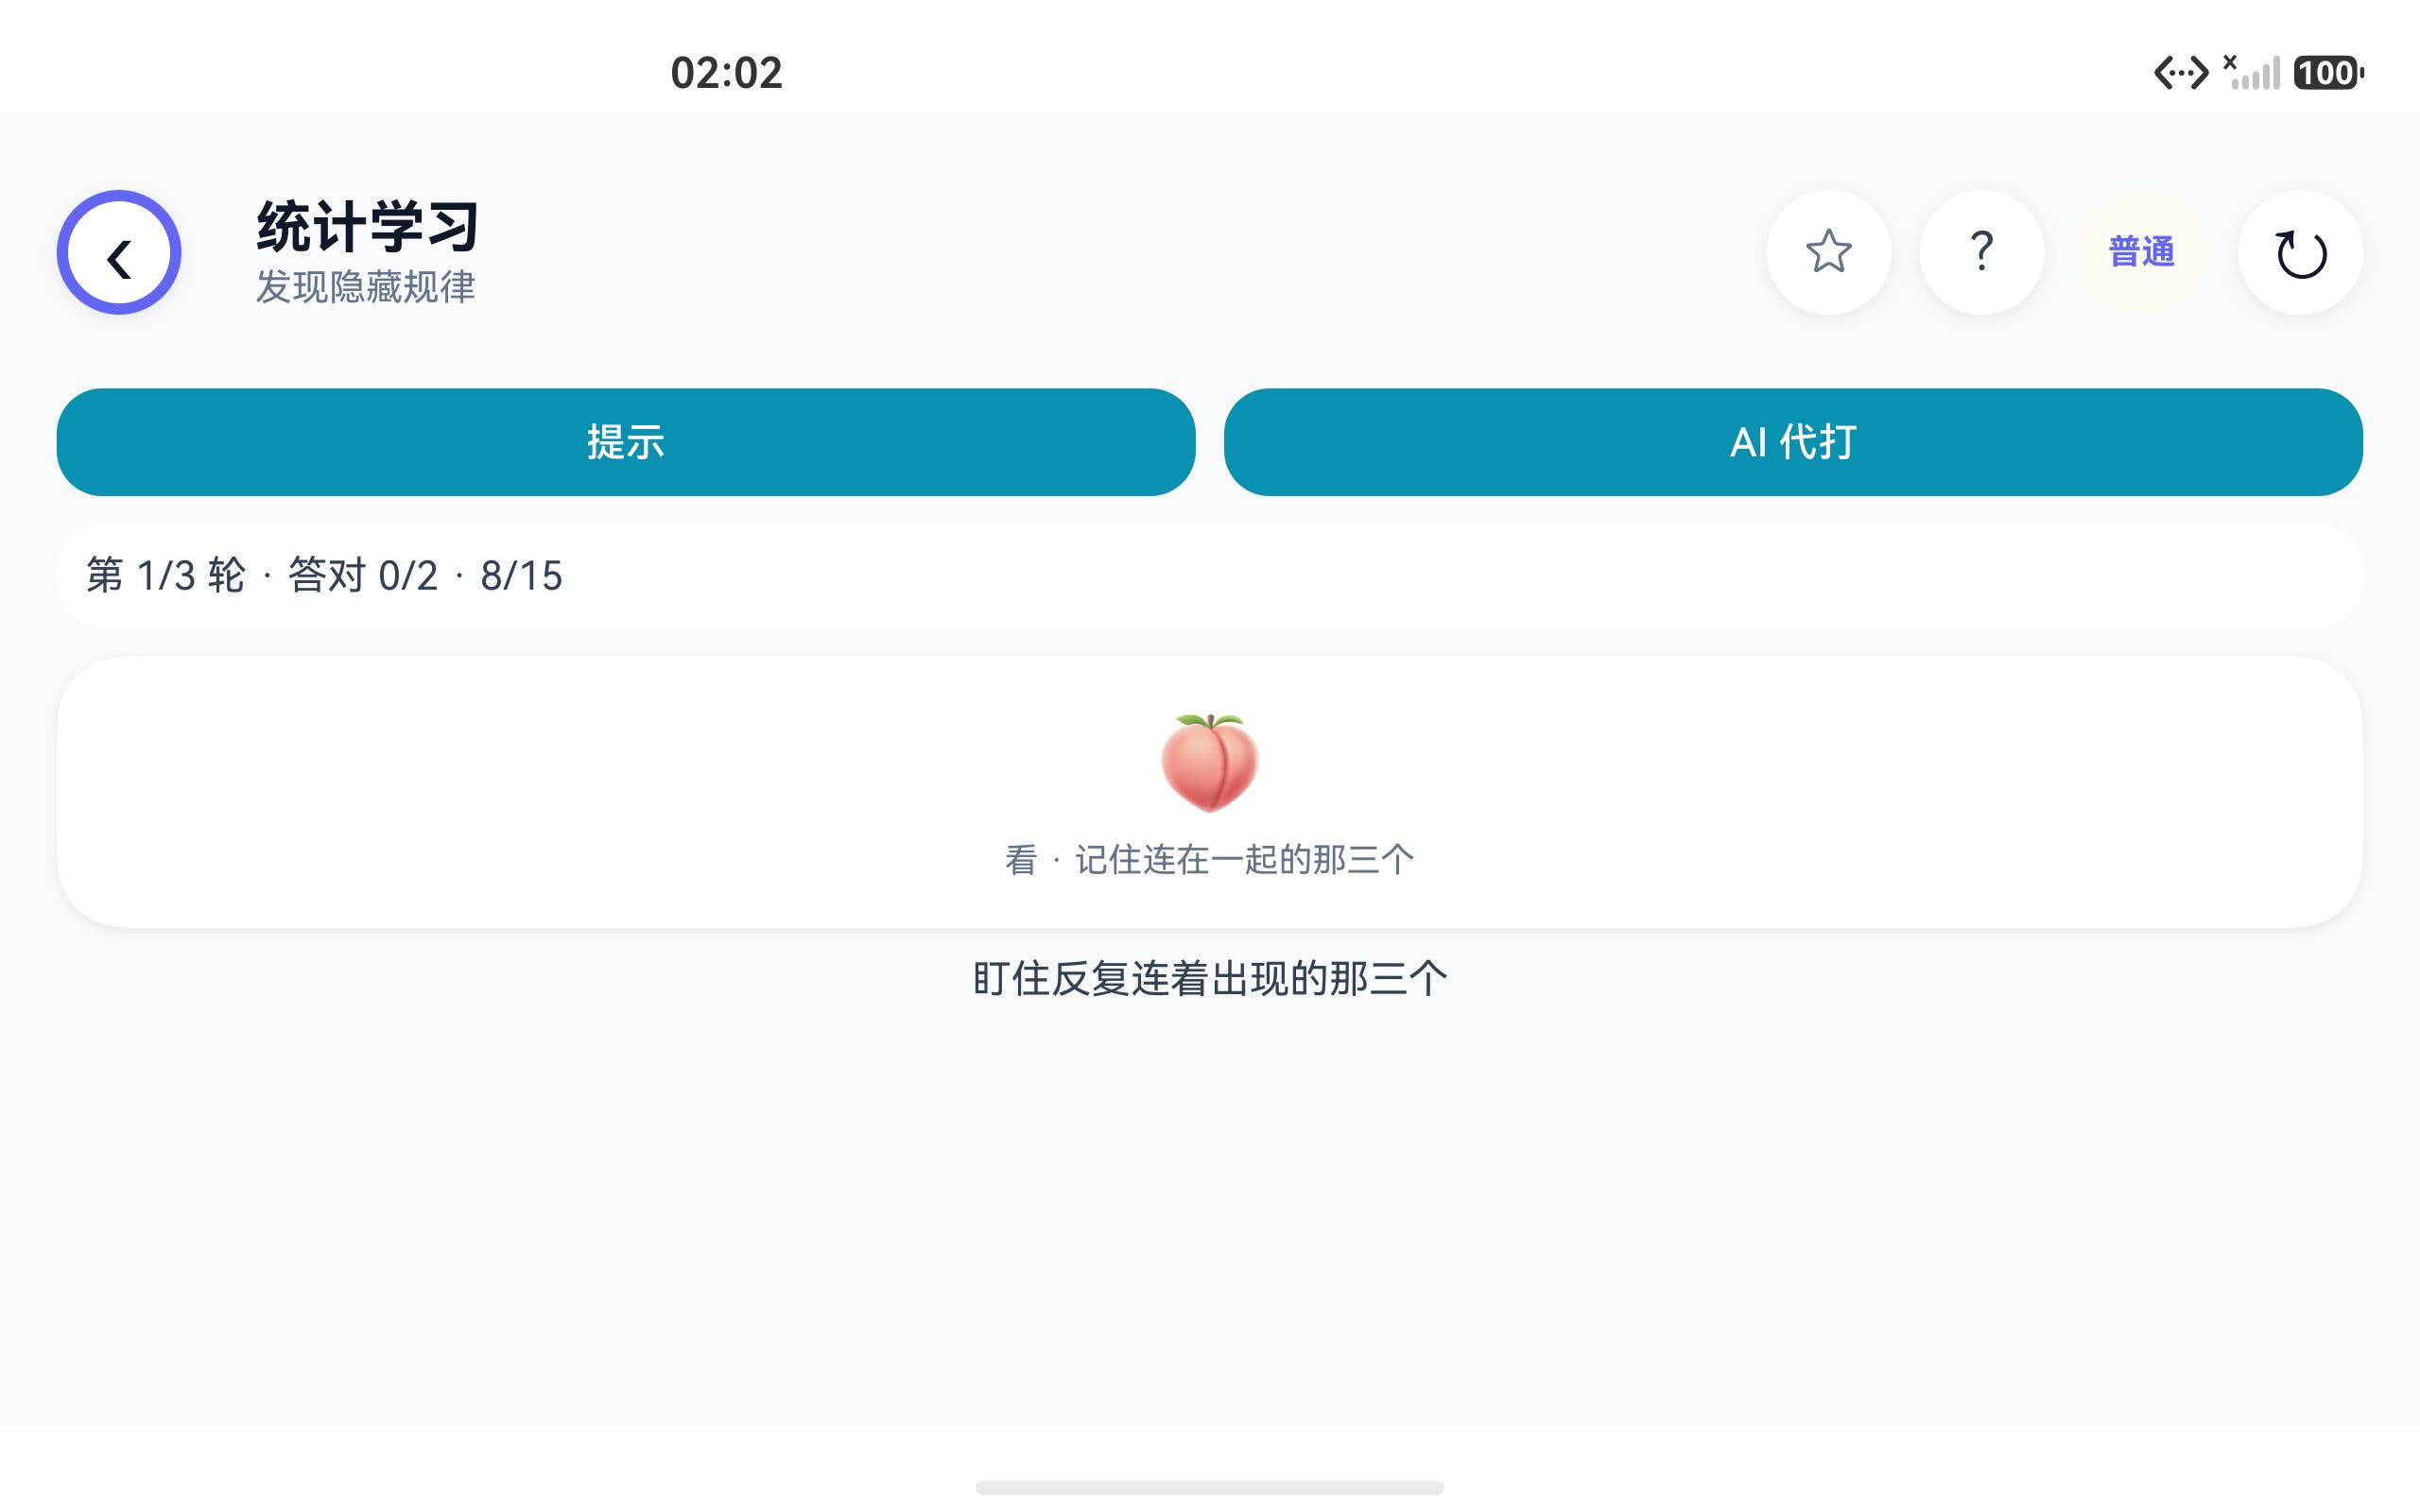 02:02
100
统计学习
发现隐藏规律
?
普通
提示
AI 代打
第 1/3 轮 · 答对 0/2 · 8/15
看 · 记住连在一起的那三个
盯住反复连着出现的那三个